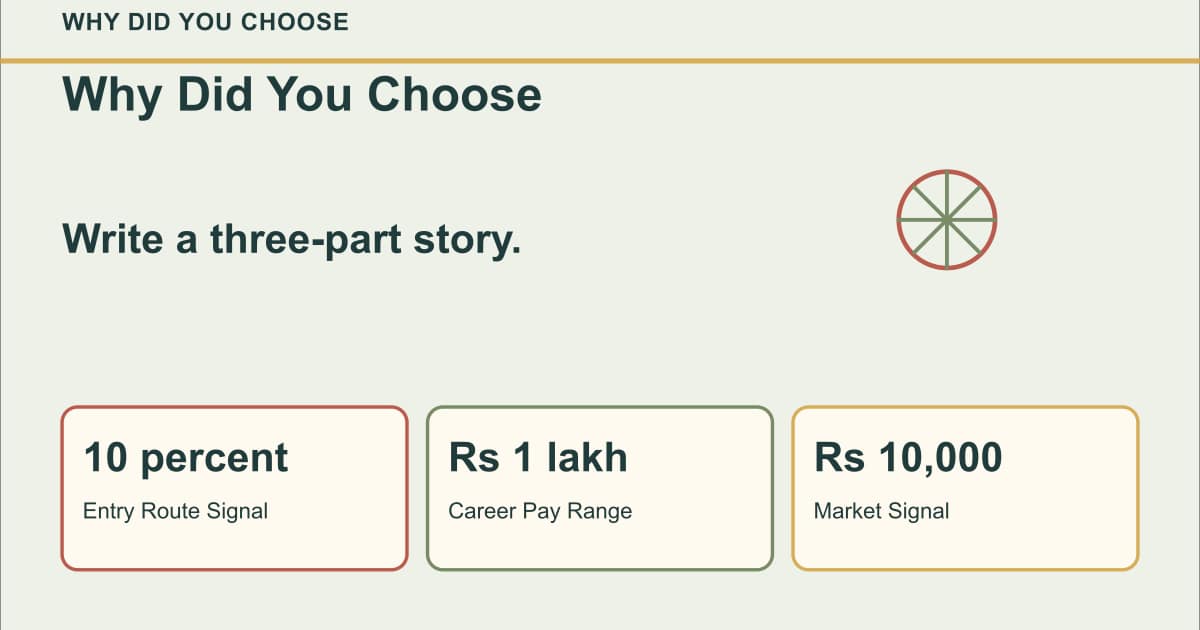 WHY DID YOU CHOOSE
Why Did You Choose
Write a three-part story.
10 percent
Entry Route Signal
Rs 1 lakh
Career Pay Range
Rs 10,000
Market Signal